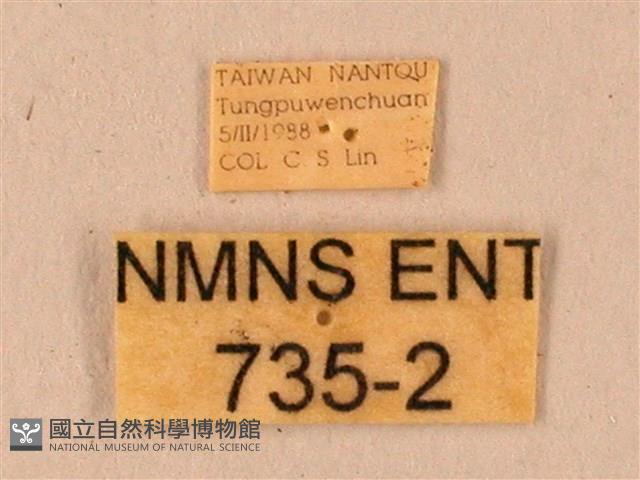 TAIWAN NANTOU
Tungpuwenchuan
5/II/1988
COL C S Lin
NMNS ENT
735-2
國立自然科學博物館
NATIONAL MUSEUM OF NATURAL SCIENCE